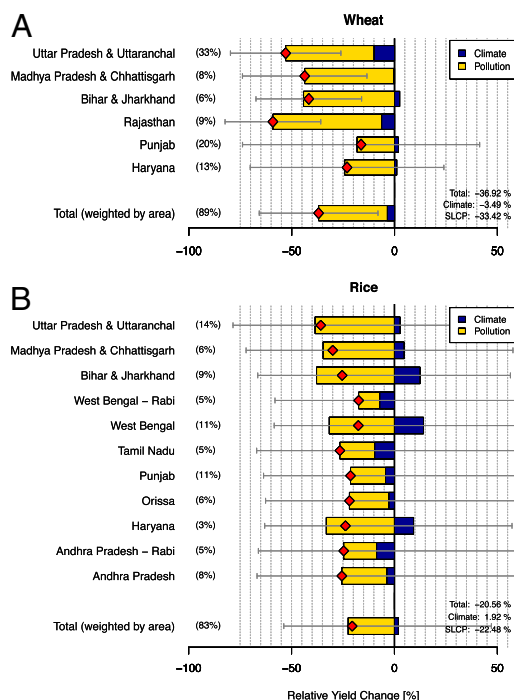 A
Wheat
Uttar Pradesh & Uttaranchal (33%)
Climate
Pollution
Madhya Pradesh & Chhattisgarh (8%)
Bihar & Jharkhand (6%)
Rajasthan (9%)
Punjab (20%)
Haryana (13%)
Total: −36.92 %
Climate: −3.49 %
SLCP: −33.42 %
Total (weighted by area) (89%)
−100 −50 0 50
B
Rice
Climate
Pollution
Uttar Pradesh & Uttaranchal (14%)
Madhya Pradesh & Chhattisgarh (6%)
Bihar & Jharkhand (9%)
West Bengal − Rabi (5%)
West Bengal (11%)
Tamil Nadu (5%)
Punjab (11%)
Orissa (6%)
Haryana (3%)
Andhra Pradesh − Rabi (5%)
Andhra Pradesh (8%)
Total: −20.56 %
Climate: 1.92 %
SLCP: −22.48 %
Total (weighted by area) (83%)
−100 −50 0 50
Relative Yield Change [%]